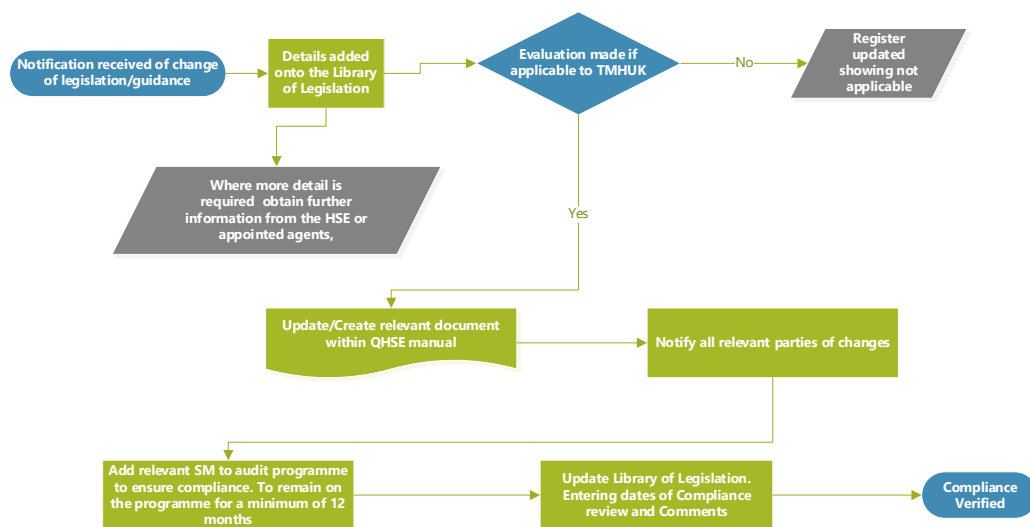 Notification received of change
of legislation/guidance
Details added
onto the Library
of Legislation
Evaluation made if
applicable to TMHUK
No
Register
updated
showing not
applicable
Where more detail is
required  obtain further
information from the HSE or
appointed agents,
Yes
Update/Create relevant document
within QHSE manual
Notify all relevant parties of changes
Add relevant SM to audit programme
to ensure compliance. To remain on
the programme for a minimum of 12
months
Update Library of Legislation.
Entering dates of Compliance
review and Comments
Compliance
Verified